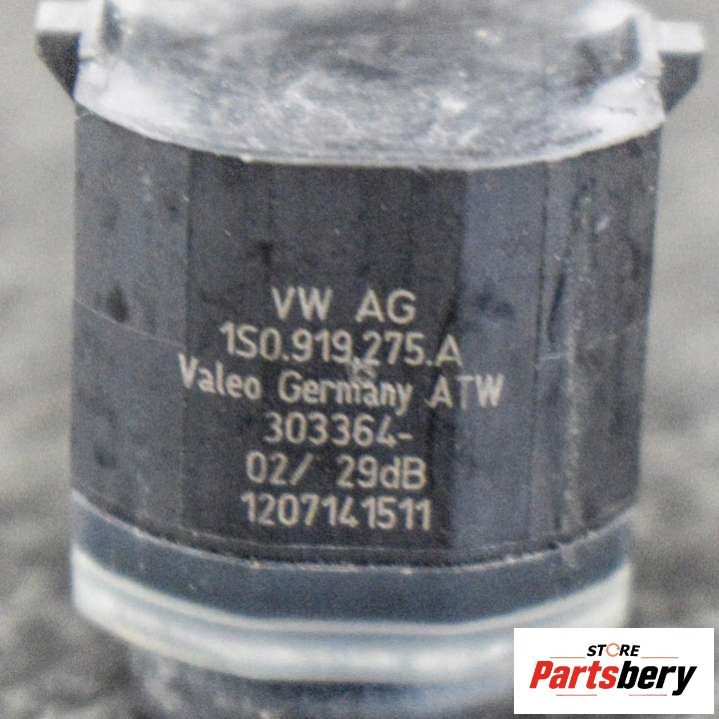 VW AG
1S0.919.275.A
Valeo Germany ATW
303364-
02/ 29dB
1207141511
STORE
Partsbery